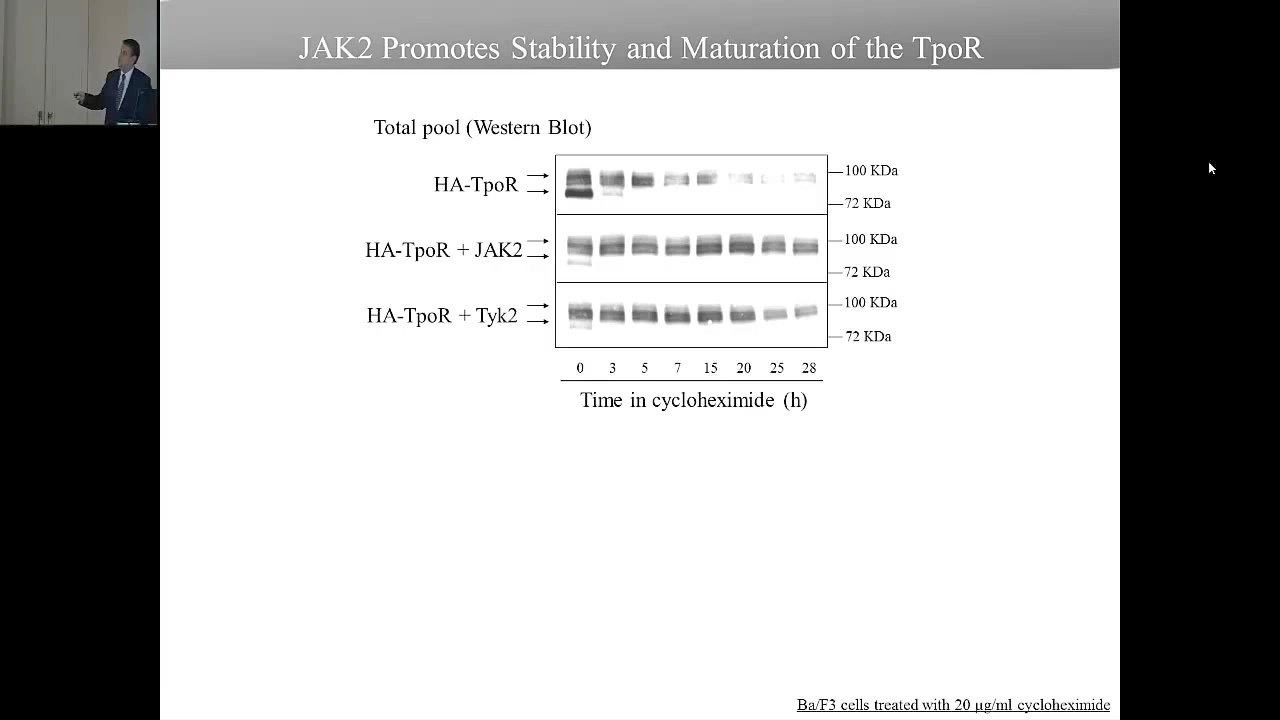 JAK2 Promotes Stability and Maturation of the TpoR
Total pool (Western Blot)
HA-TpoR
100 KDa
72 KDa
HA-TpoR + JAK2
100 KDa
72 KDa
HA-TpoR + Tyk2
100 KDa
72 KDa
0 3 5 7 15 20 25 28
Time in cycloheximide (h)
Ba/F3 cells treated with 20 μg/ml cycloheximide